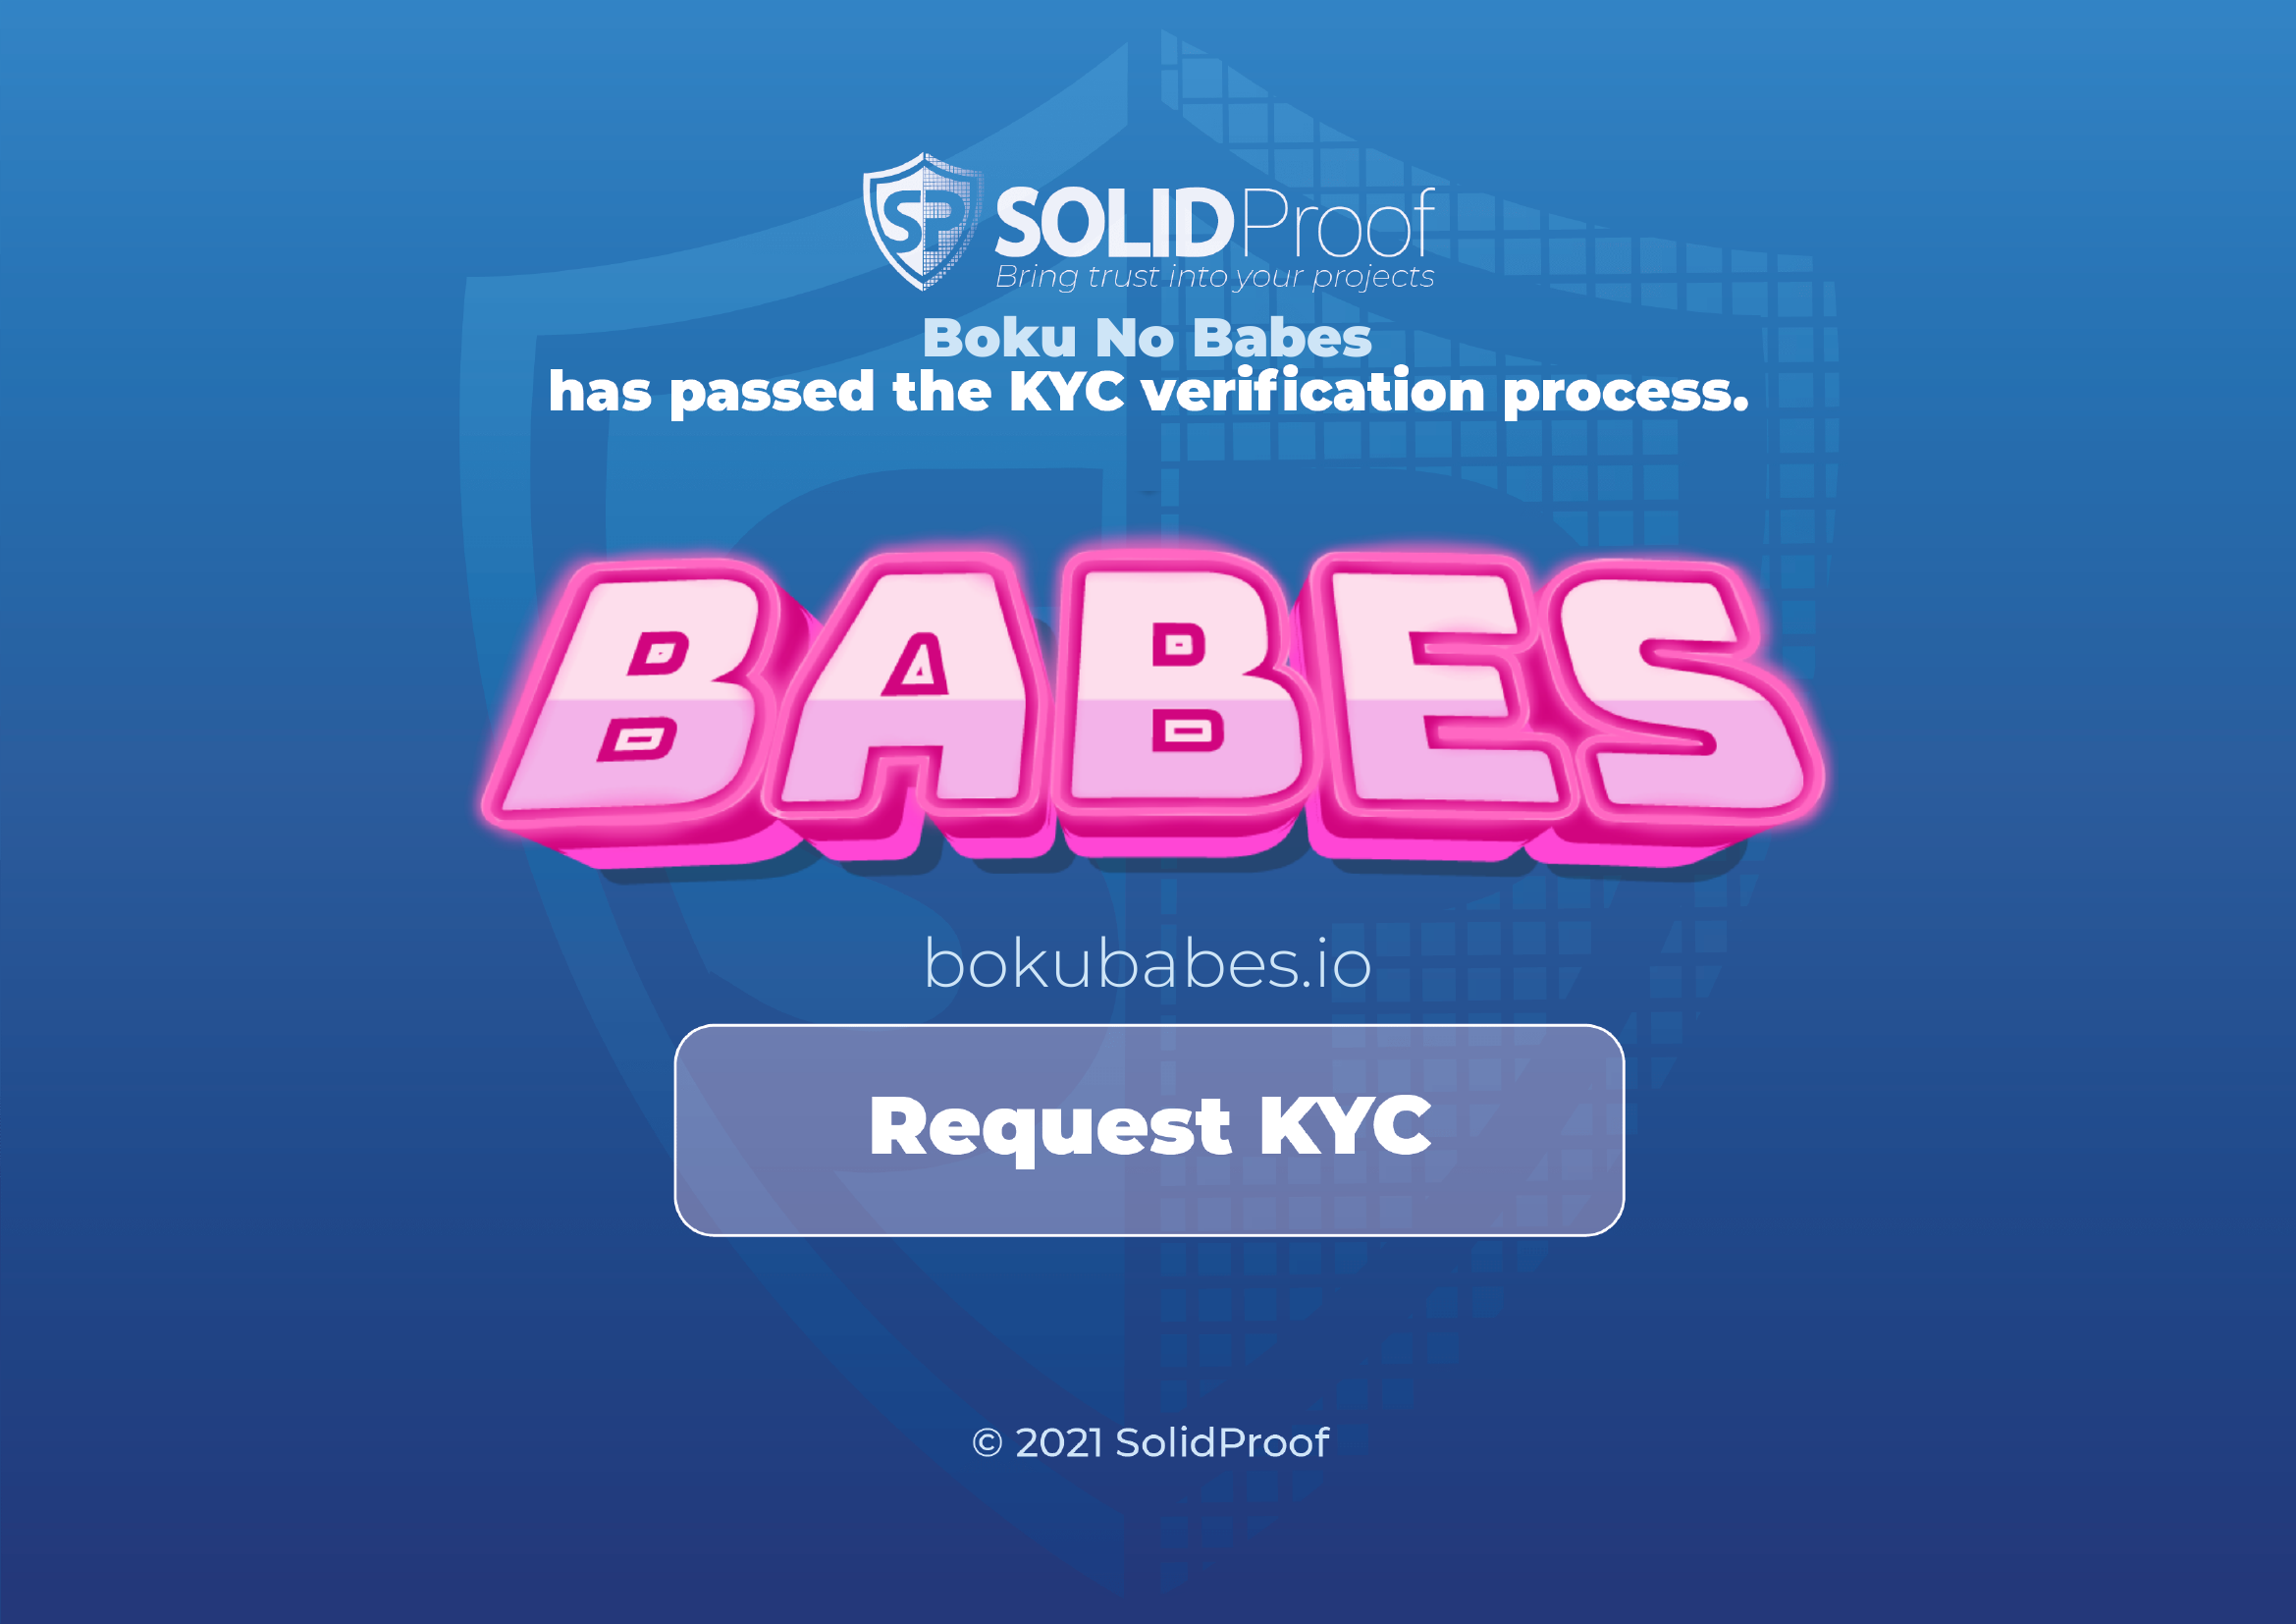 SP SOLIDProof
Bring trust into your projects
Boku No Babes
has passed the KYC verification process.
BABES
bokubabes.io
Request KYC
© 2021 SolidProof